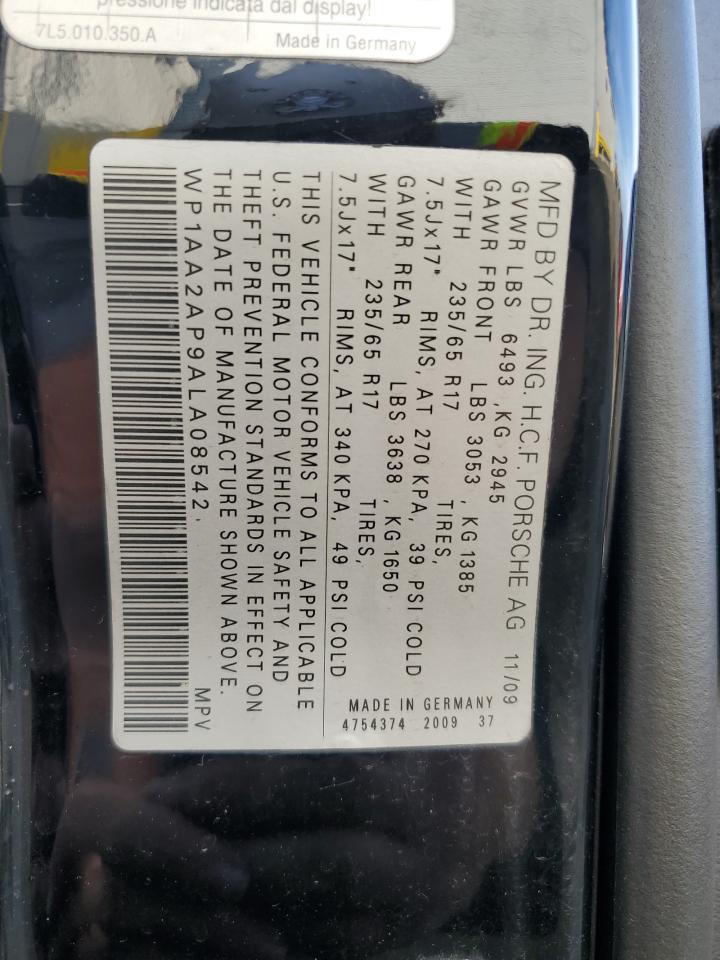 pressione indicata dal display!
7L5.010.350.A Made in Germany
MFD BY DR. ING. H.C.F. PORSCHE AG 11/09
GVWR LBS 6493 ,KG 2945
GAWR FRONT LBS 3053 , KG 1385
WITH 235/65 R17 TIRES,
7.5Jx17" RIMS, AT 270 KPA, 39 PSI COLD
GAWR REAR LBS 3638 , KG 1650
WITH 235/65 R17 TIRES,
7.5Jx17" RIMS, AT 340 KPA, 49 PSI COLD
MADE IN GERMANY
4754374 2009 37
THIS VEHICLE CONFORMS TO ALL APPLICABLE
U.S. FEDERAL MOTOR VEHICLE SAFETY AND
THEFT PREVENTION STANDARDS IN EFFECT ON
THE DATE OF MANUFACTURE SHOWN ABOVE.
WP1AA2AP9ALA08542, MPV